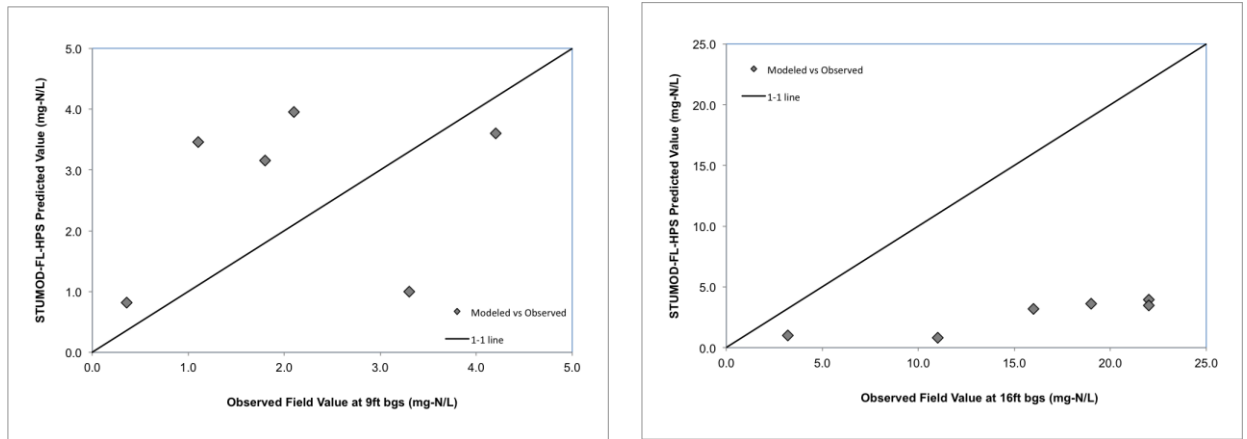 5.0
4.0
3.0
2.0
1.0
0.0
STUMOD-FL-HPS Predicted Value (mg-N/L)
Modeled vs Observed
1-1 line
0.0 1.0 2.0 3.0 4.0 5.0
Observed Field Value at 9ft bgs (mg-N/L)
25.0
20.0
15.0
10.0
5.0
0.0
STUMOD-FL-HPS Predicted Value (mg-N/L)
Modeled vs Observed
1-1 line
0.0 5.0 10.0 15.0 20.0 25.0
Observed Field Value at 16ft bgs (mg-N/L)